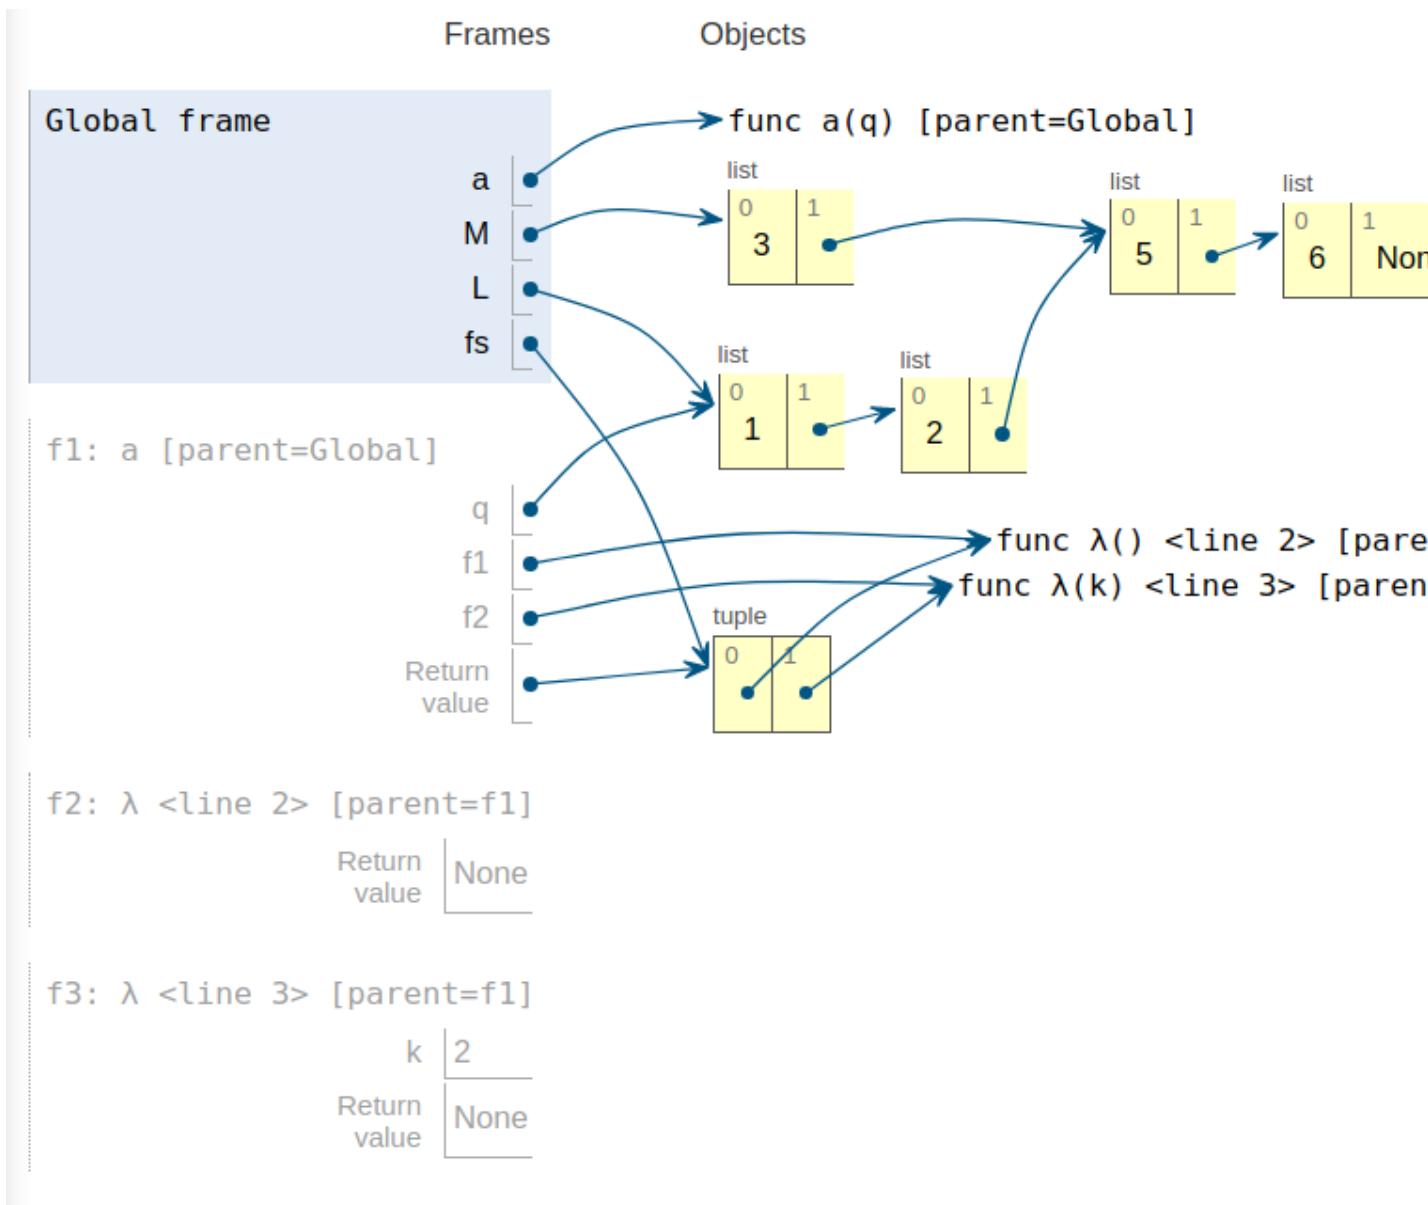 Frames Objects
Global frame
func a(q) [parent=Global]
a
list
0 1
3
list
0 1
5
list
0 1
6 Non
M
L
fs
list
0 1
1
list
0 1
2
f1: a [parent=Global]
q
f1
func λ() <line 2> [pare
f2
func λ(k) <line 3> [paren
tuple
0 1
Return
value
f2: λ <line 2> [parent=f1]
Return
value
None
f3: λ <line 3> [parent=f1]
k 2
Return
value
None